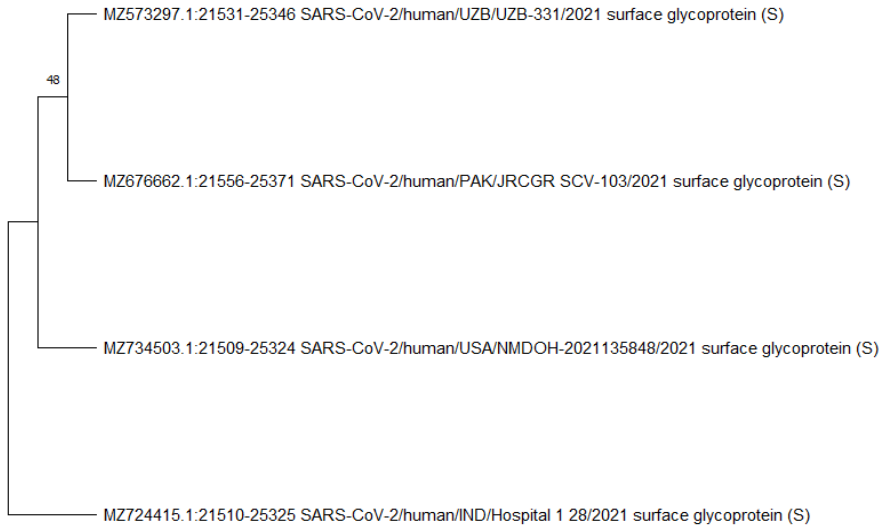 MZ573297.1:21531-25346 SARS-CoV-2/human/UZB/UZB-331/2021 surface glycoprotein (S)
48
MZ676662.1:21556-25371 SARS-CoV-2/human/PAK/JRCGR SCV-103/2021 surface glycoprotein (S)
MZ734503.1:21509-25324 SARS-CoV-2/human/USA/NMDOH-2021135848/2021 surface glycoprotein (S)
MZ724415.1:21510-25325 SARS-CoV-2/human/IND/Hospital 1 28/2021 surface glycoprotein (S)